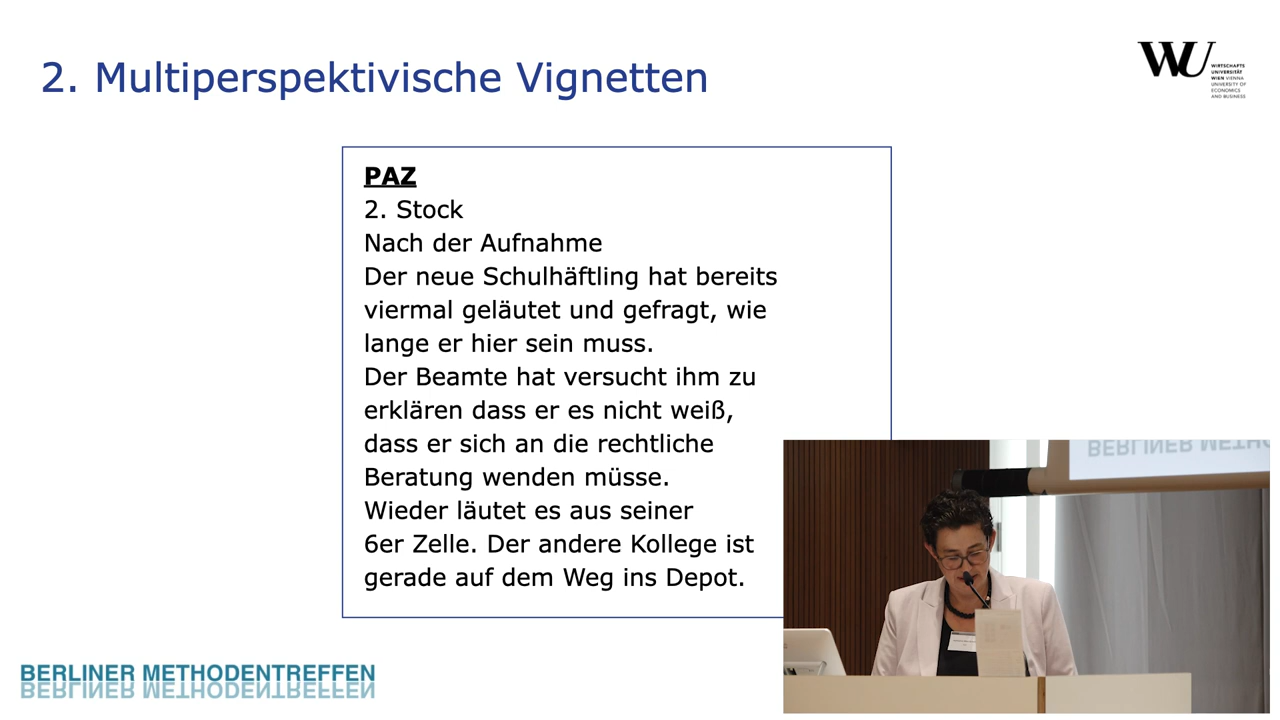 2. Multiperspektivische Vignetten
WU
WIRTSCHAFTS
UNIVERSITÄT
WIEN VIENNA
UNIVERSITY OF
ECONOMICS
AND BUSINESS
PAZ
2. Stock
Nach der Aufnahme
Der neue Schulhäftling hat bereits
viermal geläutet und gefragt, wie
lange er hier sein muss.
Der Beamte hat versucht ihm zu
erklären dass er es nicht weiß,
dass er sich an die rechtliche
Beratung wenden müsse.
Wieder läutet es aus seiner
6er Zelle. Der andere Kollege ist
gerade auf dem Weg ins Depot.
BERLINER METHODENTREFFEN